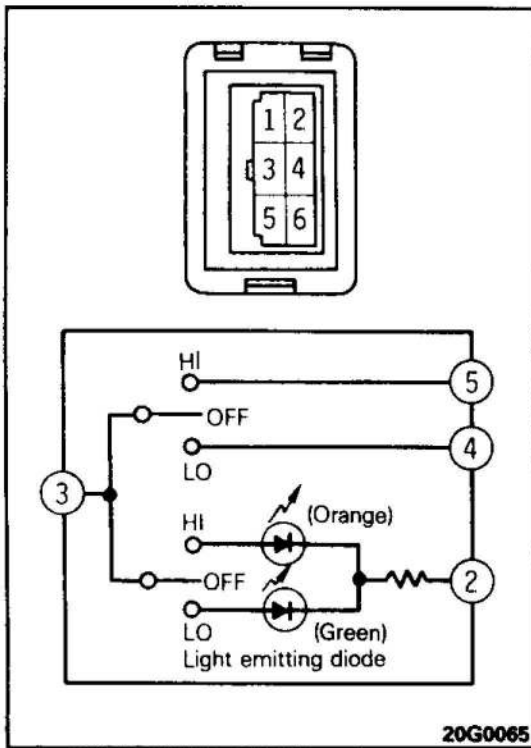 1 2
3 4
5 6
HI
5
OFF
4
LO
3
HI
(Orange)
OFF
2
LO
(Green)
Light emitting diode
20G0065